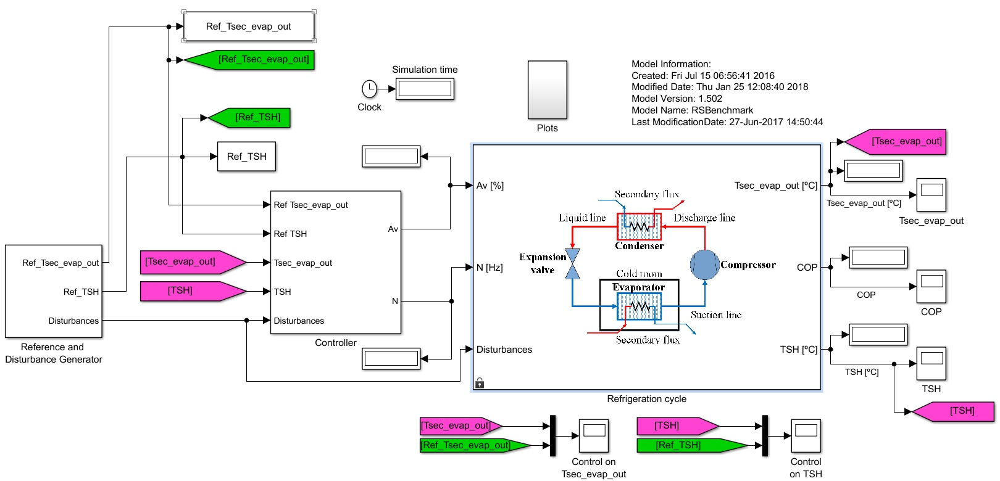 Ref_Tsec_evap_out
[Ref_Tsec_evap_out]
Simulation time
Clock
Plots
Model Information:
Created: Fri Jul 15 06:56:41 2016
Modified Date: Thu Jan 25 12:08:40 2018
Model Version: 1.502
Model Name: RSBenchmark
Last ModificationDate: 27-Jun-2017 14:50:44
[Ref_TSH]
Ref_TSH
Ref_Tsec_evap_out
Ref_TSH
Disturbances
Reference and
Disturbance Generator
[Tsec_evap_out]
[TSH]
Ref Tsec_evap_out
Ref TSH
Tsec_evap_out
TSH
Disturbances
Av
N
Controller
Av [%]
N [Hz]
Disturbances
Secondary flux
Liquid line
Discharge line
Condenser
Expansion
valve
Compressor
Cold room
Evaporator
Suction line
Secondary flux
Tsec_evap_out [ºC]
COP
TSH [ºC]
Refrigeration cycle
[Tsec_evap_out]
Tsec_evap_out [ºC]
Tsec_evap_out
COP
COP
TSH [ºC]
TSH
[TSH]
[Tsec_evap_out]
[Ref_Tsec_evap_out]
Control on
Tsec_evap_out
[TSH]
[Ref_TSH]
Control
on TSH